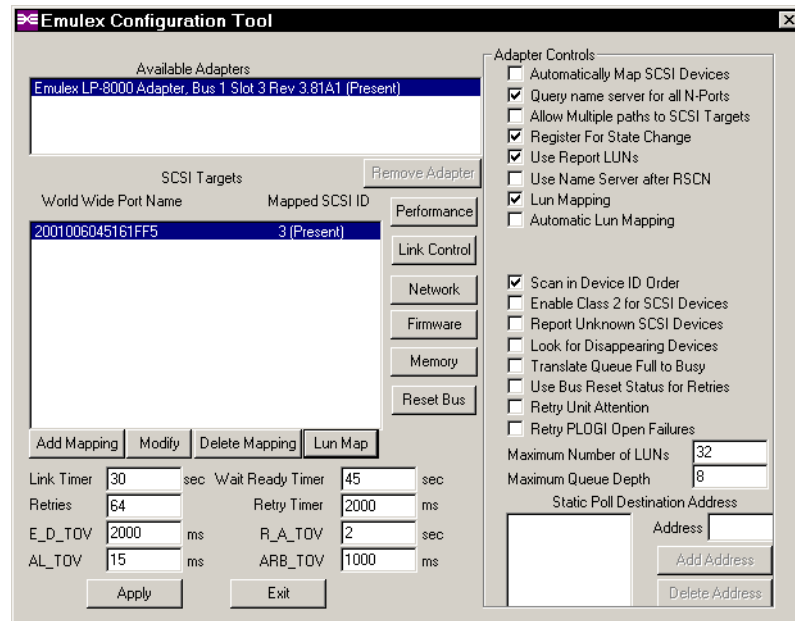 Emulex Configuration Tool
Available Adapters
Emulex LP-8000 Adapter, Bus 1 Slot 3 Rev 3.81A1 (Present)
Remove Adapter
SCSI Targets
World Wide Port Name Mapped SCSI ID
2001006045161FF5 3 (Present)
Performance
Link Control
Network
Firmware
Memory
Reset Bus
Add Mapping Modify Delete Mapping Lun Map
Link Timer 30 sec Wait Ready Timer 45 sec
Retries 64 Retry Timer 2000 ms
E_D_TOV 2000 ms R_A_TOV 2 sec
AL_TOV 15 ms ARB_TOV 1000 ms
Apply Exit
Adapter Controls
Automatically Map SCSI Devices
Query name server for all N-Ports
Allow Multiple paths to SCSI Targets
Register For State Change
Use Report LUNs
Use Name Server after RSCN
Lun Mapping
Automatic Lun Mapping
Scan in Device ID Order
Enable Class 2 for SCSI Devices
Report Unknown SCSI Devices
Look for Disappearing Devices
Translate Queue Full to Busy
Use Bus Reset Status for Retries
Retry Unit Attention
Retry PLOGI Open Failures
Maximum Number of LUNs 32
Maximum Queue Depth 8
Static Poll Destination Address
Address
Add Address
Delete Address